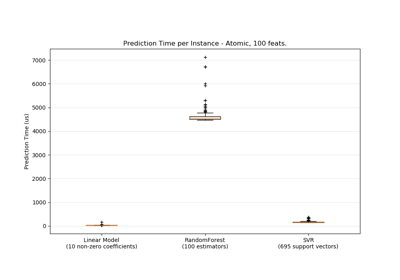 Prediction Time per Instance - Atomic, 100 feats.
Prediction Time (us)
7000
6000
5000
4000
3000
2000
1000
0
Linear Model
(10 non-zero coefficients)
RandomForest
(100 estimators)
SVR
(695 support vectors)